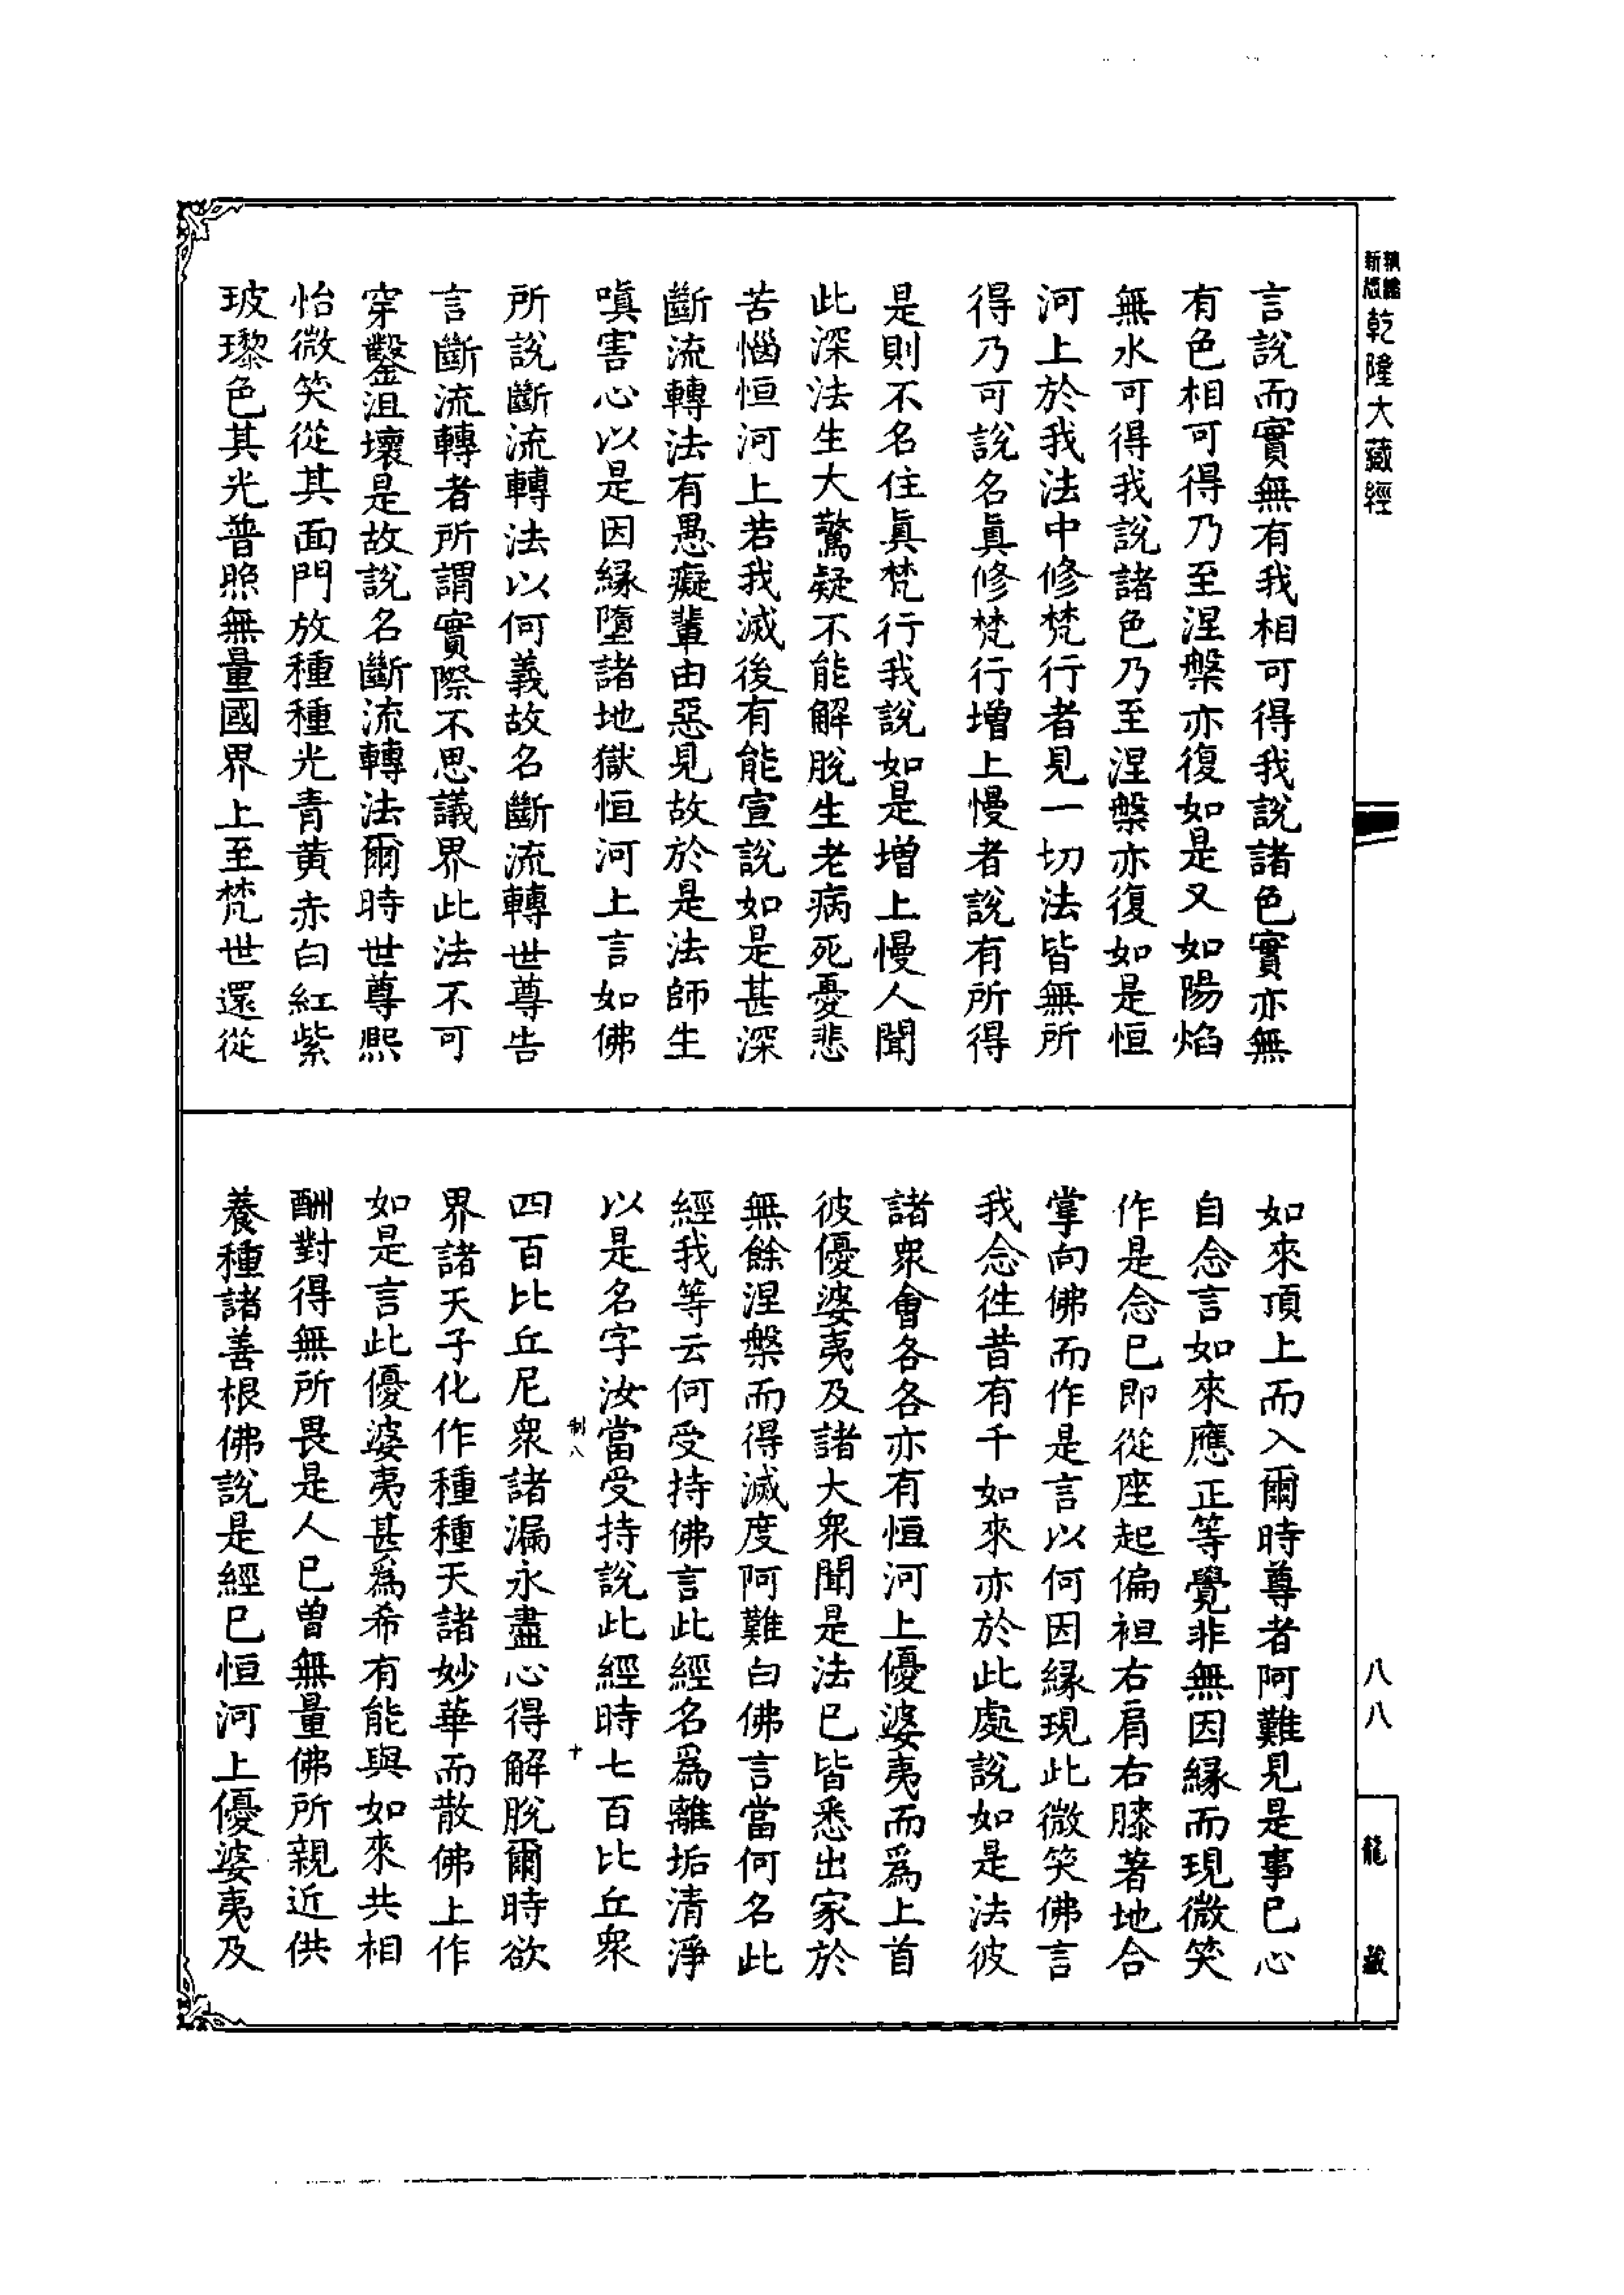 乾隆大藏經
言說而實無有我相可得我說諸色實亦無
有色相可得乃至涅槃亦復如是又如陽焰
無水可得我說諸色乃至涅槃亦復如是恒
河上於我法中修梵行者見一切法皆無所
得乃可說名眞修梵行增上慢者說有所得
是則不名住眞梵行我說如是增上慢人聞
此深法生大驚疑不能解脫生老病死憂悲
苦惱恒河上若我滅後有能宣說如是甚深
斷流轉法有愚癡輩由惡見故於是法師生
嗔害心以是因緣墮諸地獄恒河上言如佛
所說斷流轉法以何義故名斷流轉世尊告
言斷流轉者所謂實際不思議界此法不可
穿鑿沮壞是故說名斷流轉法爾時世尊熙
怡微笑從其面門放種種光青黃赤白紅紫
玻瓈色其光普照無量國界上至梵世還從
如來頂上而入爾時尊者阿難見是事已心
自念言如來應正等覺非無因緣而現微笑
作是念已即從座起偏袒右肩右膝著地合
掌向佛而作是言以何因緣現此微笑佛言
我念徃昔有千如來亦於此處說如是法彼
諸衆會各各亦有恒河上優婆夷而爲上首
彼優婆夷及諸大衆聞是法已皆悉出家於
無餘涅槃而得滅度阿難白佛言當何名此
經我等云何受持佛言此經名爲離垢清淨
以是名字汝當受持說此經時七百比丘衆
制八
十
四百比丘尼衆諸漏永盡心得解脫爾時欲
界諸天子化作種種天諸妙華而散佛上作
如是言此優婆夷甚爲希有能與如來共相
酬對得無所畏是人已曾無量佛所親近供
養種諸善根佛說是經已恒河上優婆夷及
八八
龍藏